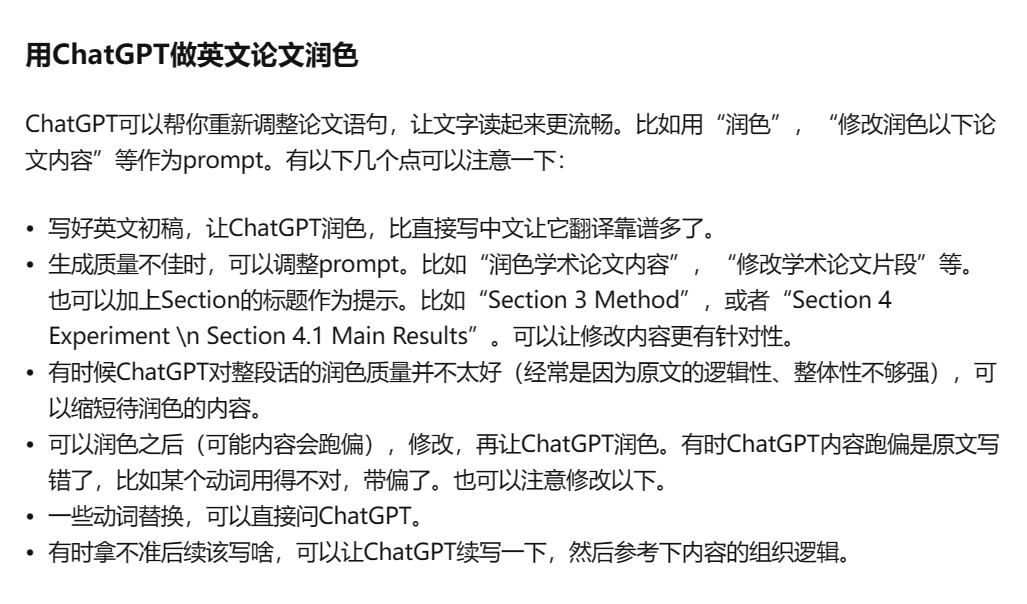 用ChatGPT做英文论文润色
ChatGPT可以帮你重新调整论文语句，让文字读起来更流畅。比如用“润色”，“修改润色以下论
文内容”等作为prompt。有以下几个点可以注意一下：
• 写好英文初稿，让ChatGPT润色，比直接写中文让它翻译靠谱多了。
• 生成质量不佳时，可以调整prompt。比如“润色学术论文内容”，“修改学术论文片段”等。
也可以加上Section的标题作为提示。比如“Section 3 Method”，或者“Section 4
Experiment \n Section 4.1 Main Results”。可以让修改内容更有针对性。
• 有时候ChatGPT对整段话的润色质量并不太好（经常是因为原文的逻辑性、整体性不够强），可
以缩短待润色的内容。
• 可以润色之后（可能内容会跑偏），修改，再让ChatGPT润色。有时ChatGPT内容跑偏是原文写
错了，比如某个动词用得不对，带偏了。也可以注意修改以下。
• 一些动词替换，可以直接问ChatGPT。
• 有时拿不准后续该写啥，可以让ChatGPT续写一下，然后参考下内容的组织逻辑。